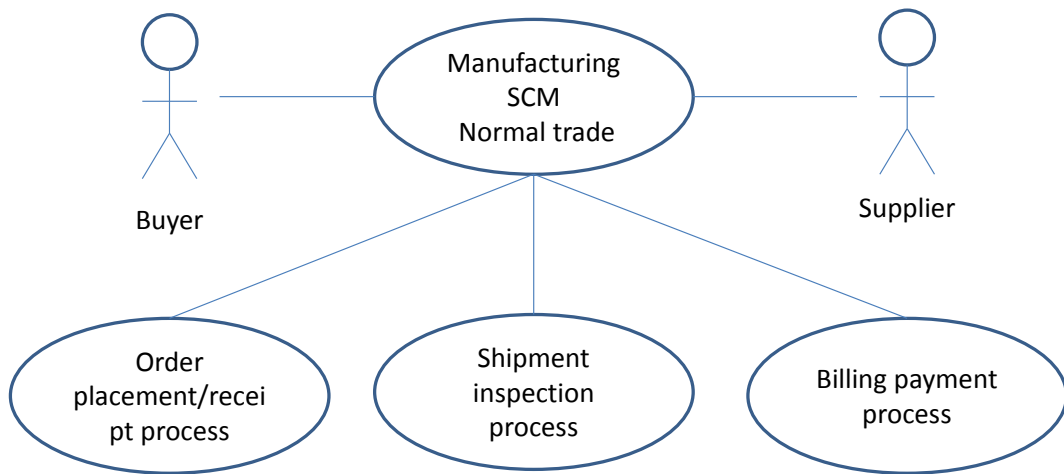 Manufacturing
SCM
Normal trade
Buyer
Supplier
Order
placement/recei
pt process
Shipment
inspection
process
Billing payment
process